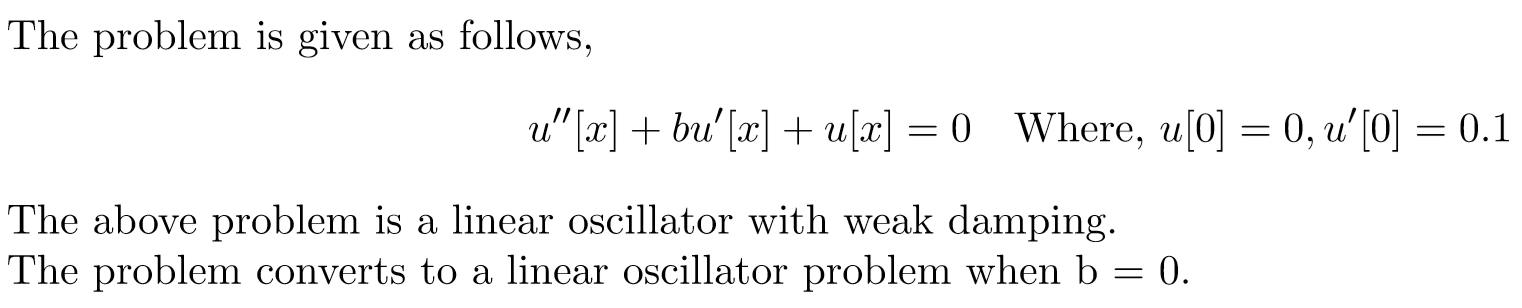 The problem is given as follows,
u''[x] + bu'[x] + u[x] = 0 Where, u[0] = 0, u'[0] = 0.1
The above problem is a linear oscillator with weak damping.
The problem converts to a linear oscillator problem when b = 0.